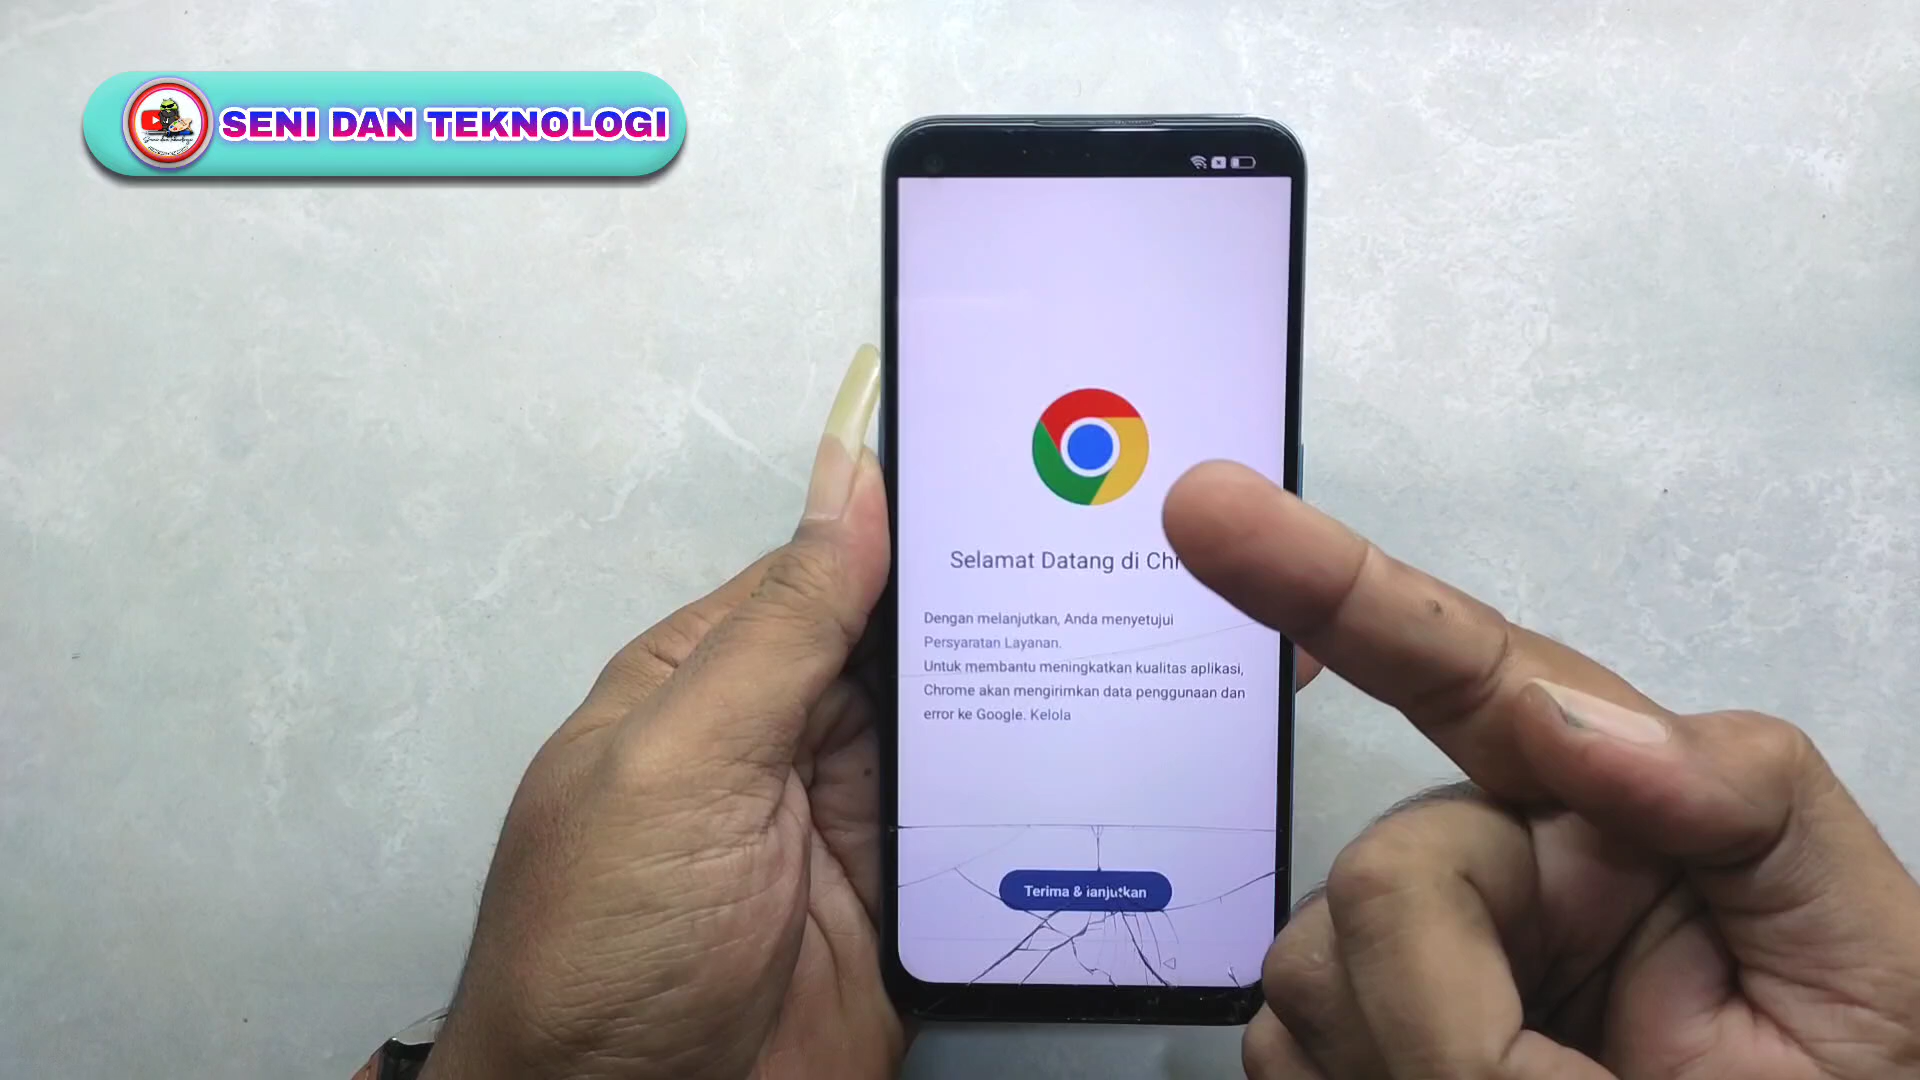 SENI DAN TEKNOLOGI
Selamat Datang di Ch
Dengan melanjutkan, Anda menyetujui
Persyaratan Layanan.
Untuk membantu meningkatkan kualitas aplikasi,
Chrome akan mengirimkan data penggunaan dan
error ke Google. Kelola
Terima & lanjutkan